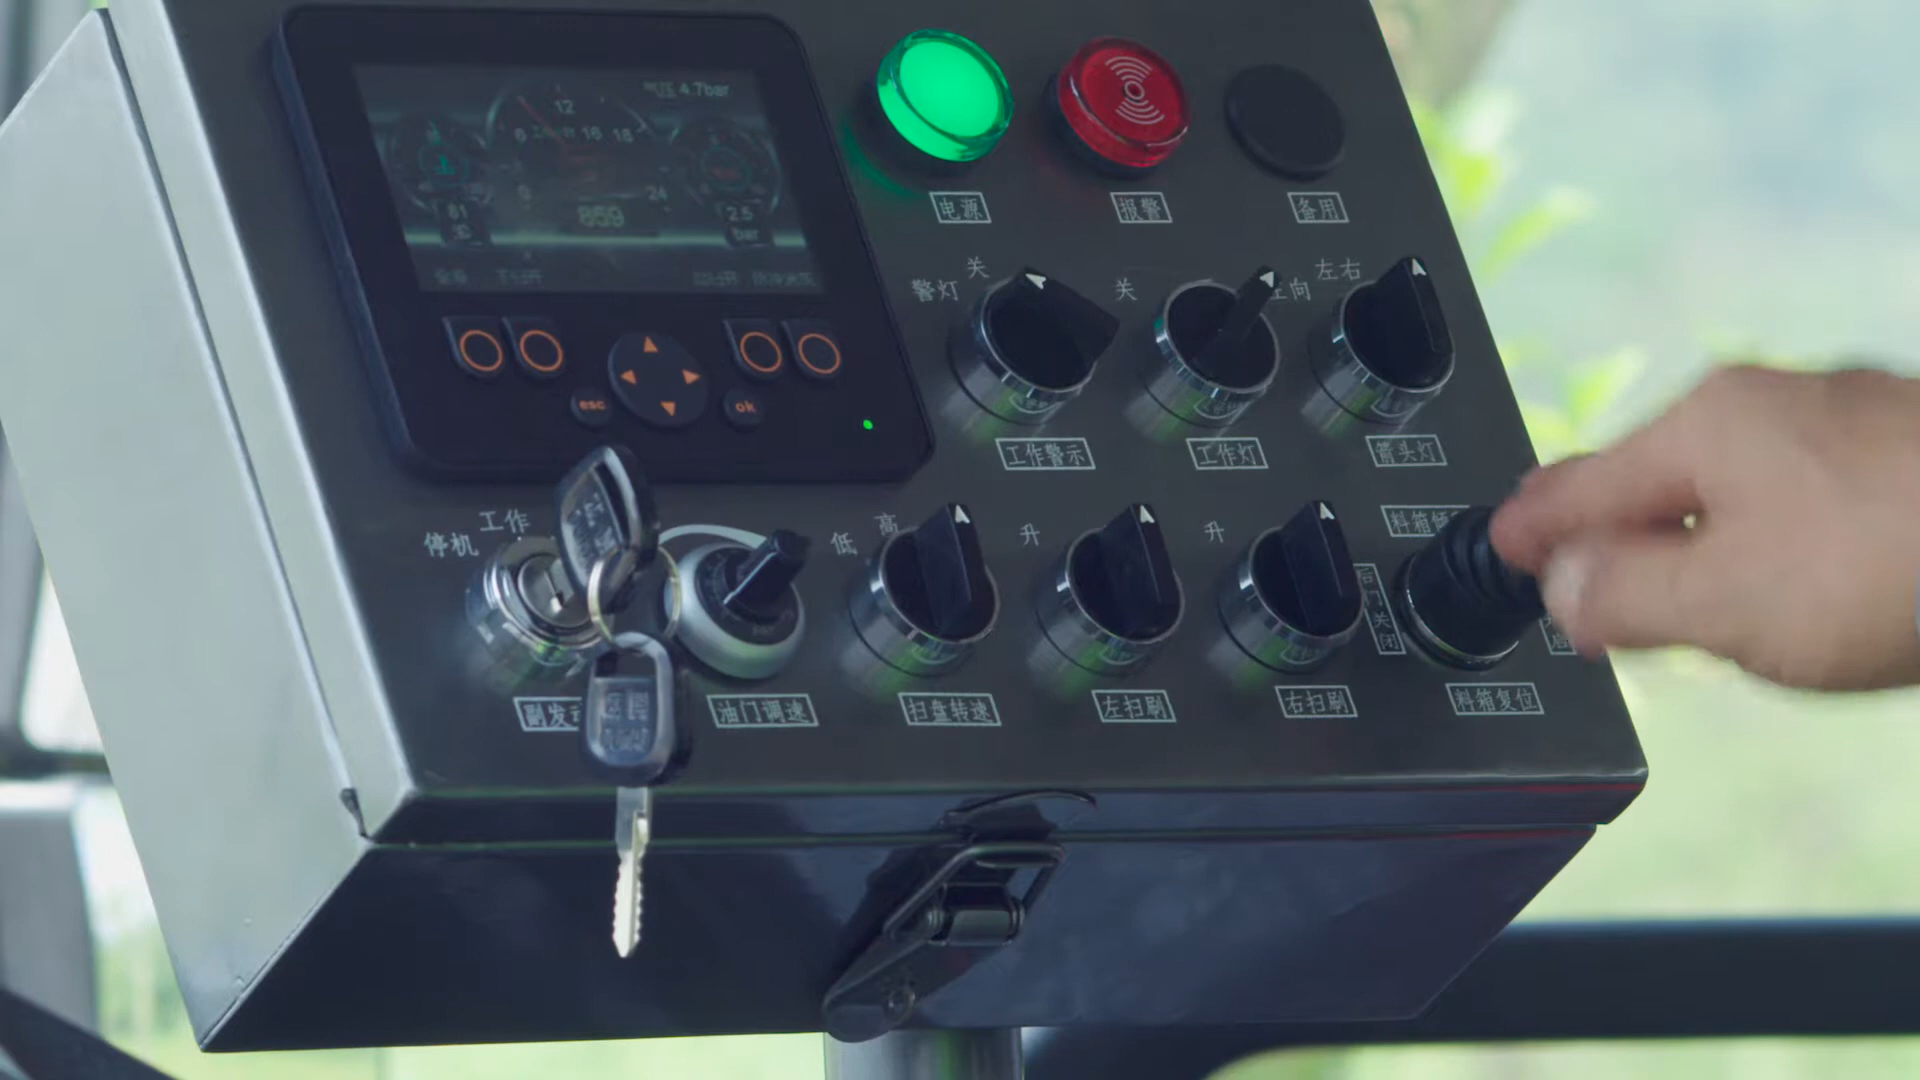 4.7bar
12
0 16 18
24
61
859
2.5
bar
esc
ok
电源
报警
备用
关
警灯
关
左右
工作警示
工作灯
箭头灯
工作
停机
低
高
升
升
油门调速
扫盘转速
左扫刷
右扫刷
后门关闭
料箱复位